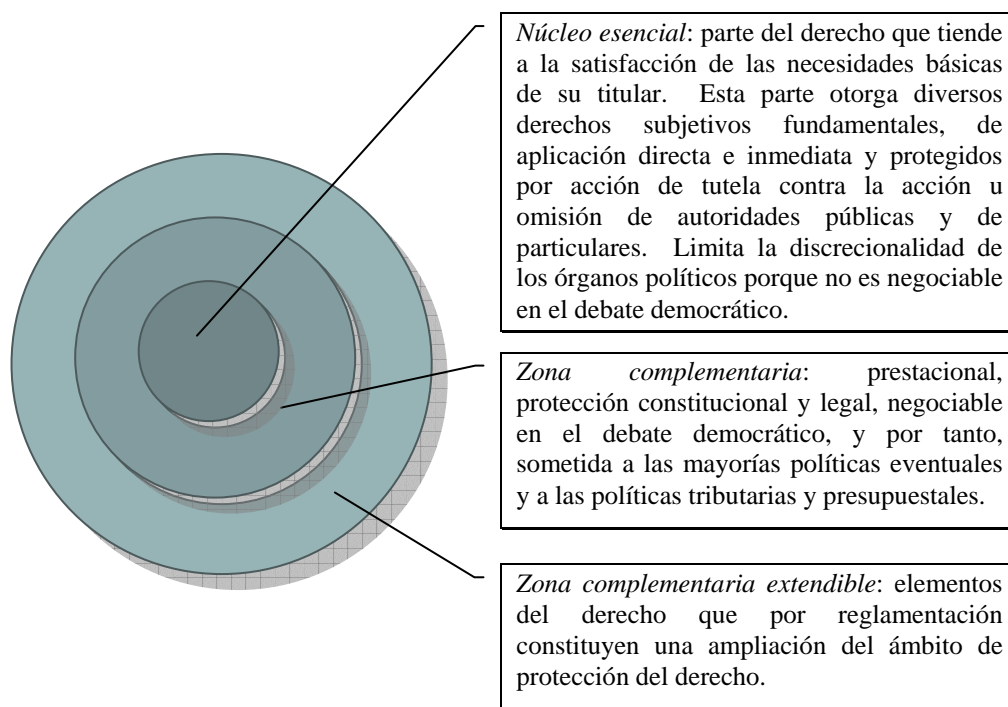 Núcleo esencial: parte del derecho que tiende
a la satisfacción de las necesidades básicas
de su titular. Esta parte otorga diversos
derechos subjetivos fundamentales, de
aplicación directa e inmediata y protegidos
por acción de tutela contra la acción u
omisión de autoridades públicas y de
particulares. Limita la discrecionalidad de
los órganos políticos porque no es negociable
en el debate democrático.
Zona complementaria: prestacional,
protección constitucional y legal, negociable
en el debate democrático, y por tanto,
sometida a las mayorías políticas eventuales
y a las políticas tributarias y presupuestales.
Zona complementaria extendible: elementos
del derecho que por reglamentación
constituyen una ampliación del ámbito de
protección del derecho.